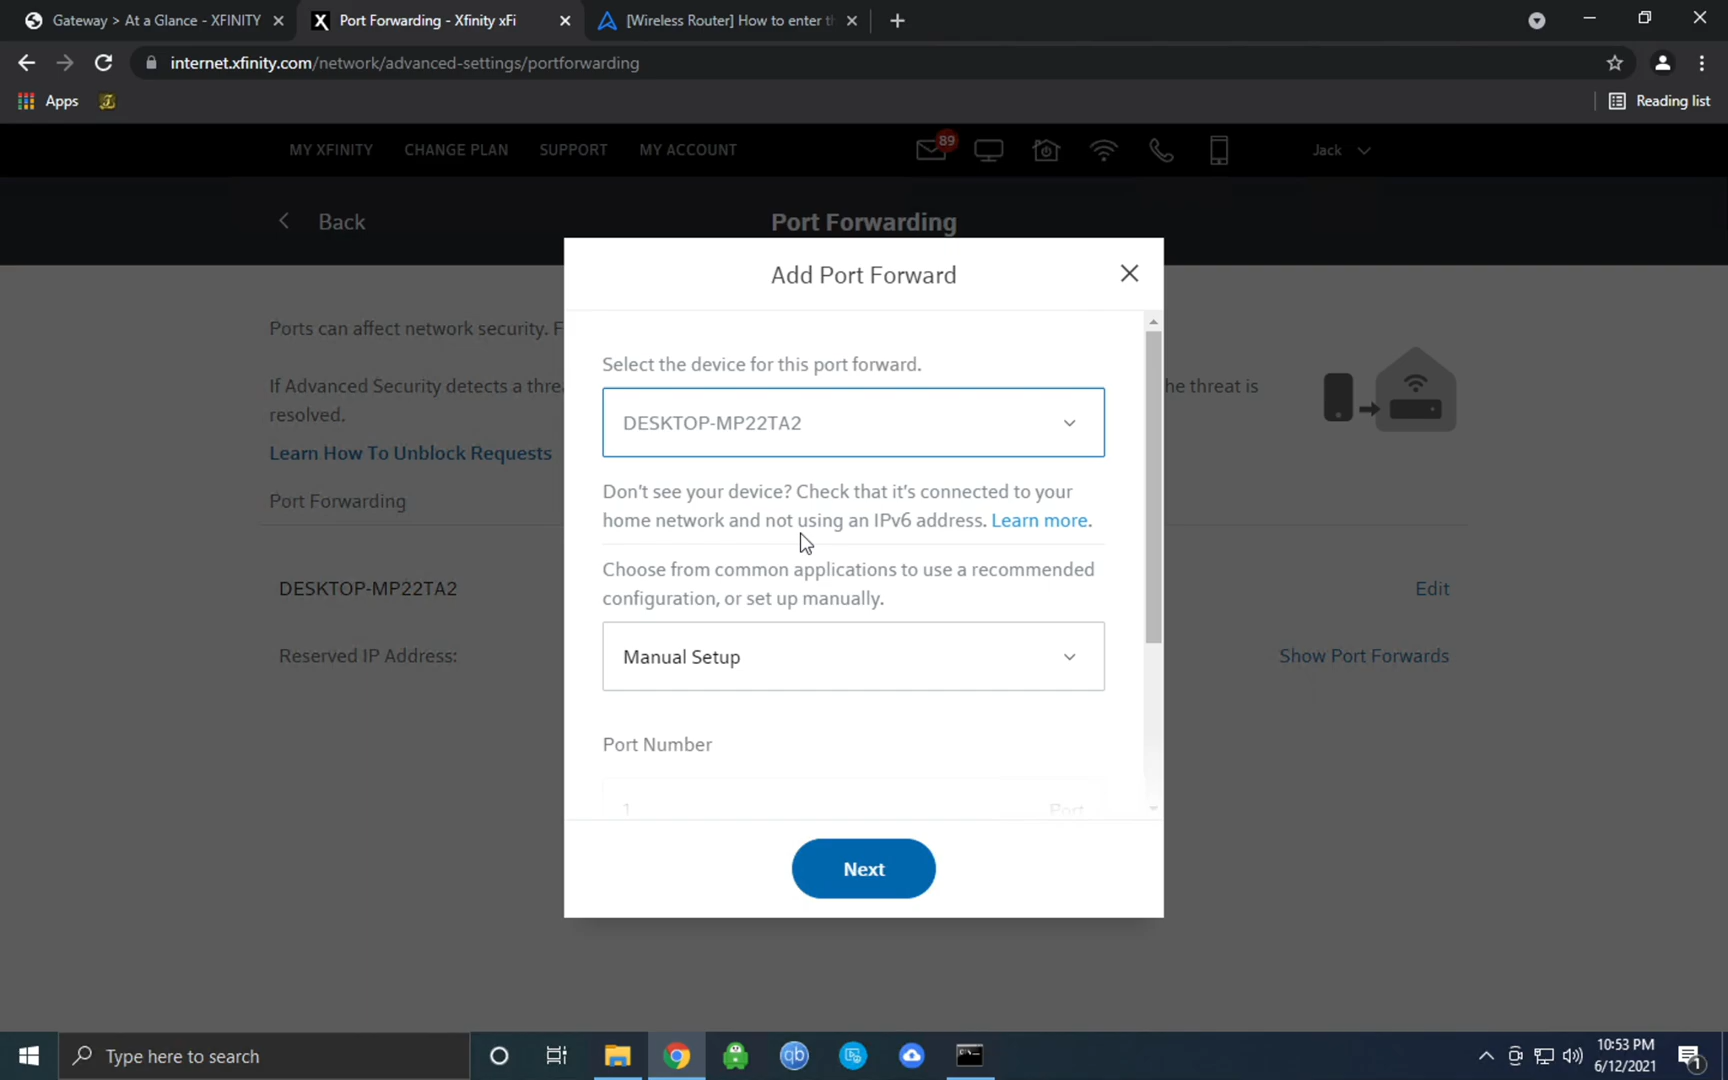 Gateway > At a Glance - XFINITY
Port Forwarding - Xfinity xFi
[Wireless Router] How to enter th
internet.xfinity.com/network/advanced-settings/portforwarding
Apps
Reading list
MY XFINITY CHANGE PLAN SUPPORT MY ACCOUNT
89
Jack
Back
Port Forwarding
Add Port Forward
Ports can affect network security. F
If Advanced Security detects a threa
he threat is
resolved.
Learn How To Unblock Requests
Port Forwarding
DESKTOP-MP22TA2
Edit
Reserved IP Address:
Show Port Forwards
Select the device for this port forward.
DESKTOP-MP22TA2
Don't see your device? Check that it's connected to your
home network and not using an IPv6 address. Learn more.
Choose from common applications to use a recommended
configuration, or set up manually.
Manual Setup
Port Number
1 Port
Next
Type here to search
qb
10:53 PM
6/12/2021
1